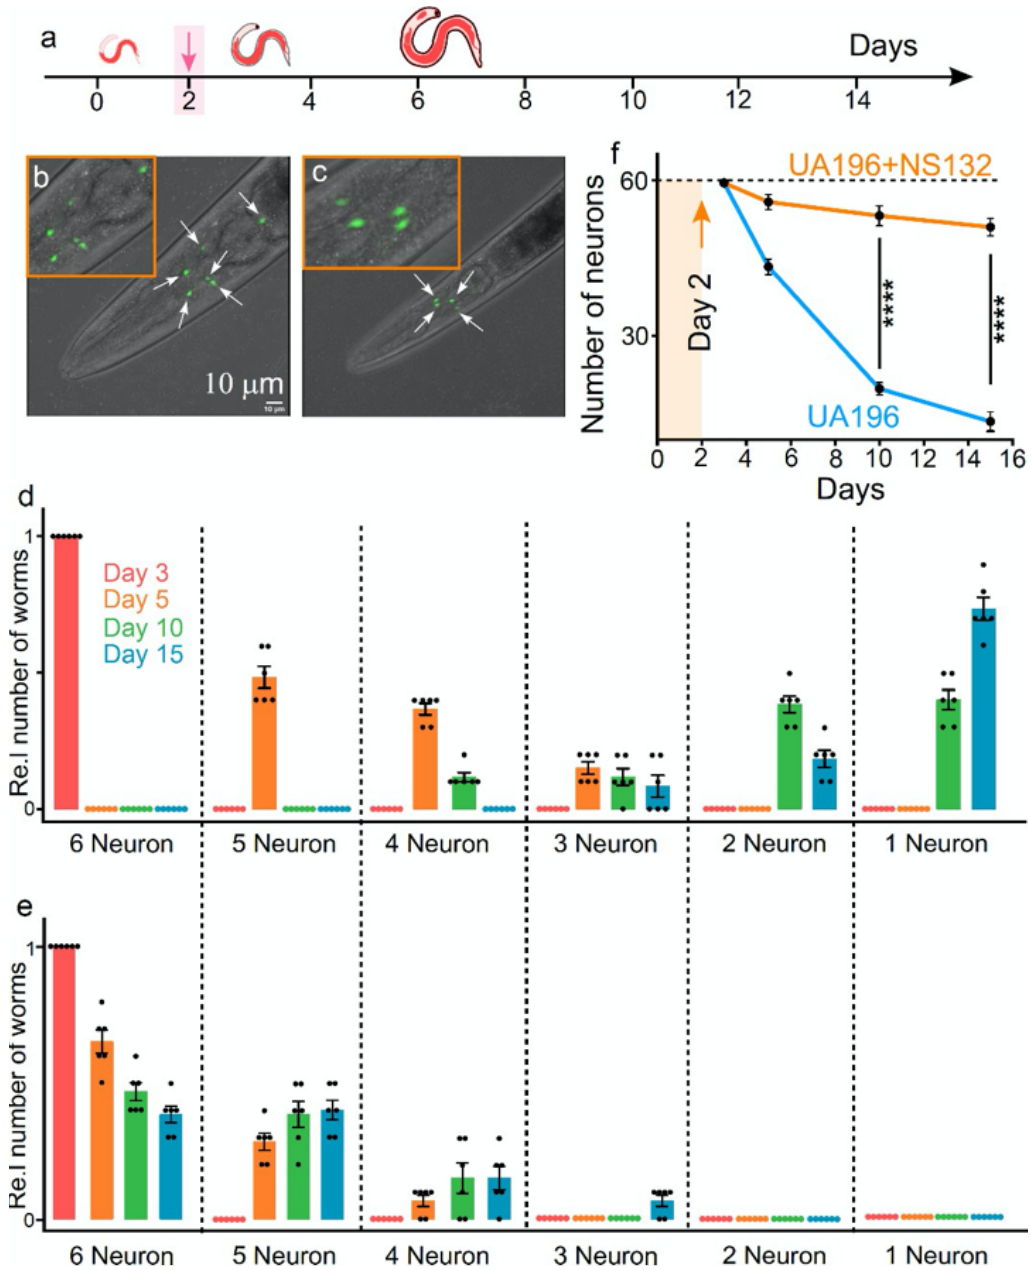 a
Days
0 2 4 6 8 10 12 14
b
10 μm
10 μm
c
f
UA196+NS132
60
30
Number of neurons
Day 2
****
****
UA196
0 2 4 6 8 10 12 14 16
Days
d
Re.l number of worms
1
0
Day 3
Day 5
Day 10
Day 15
6 Neuron 5 Neuron 4 Neuron 3 Neuron 2 Neuron 1 Neuron
e
Re.l number of worms
1
0
6 Neuron 5 Neuron 4 Neuron 3 Neuron 2 Neuron 1 Neuron